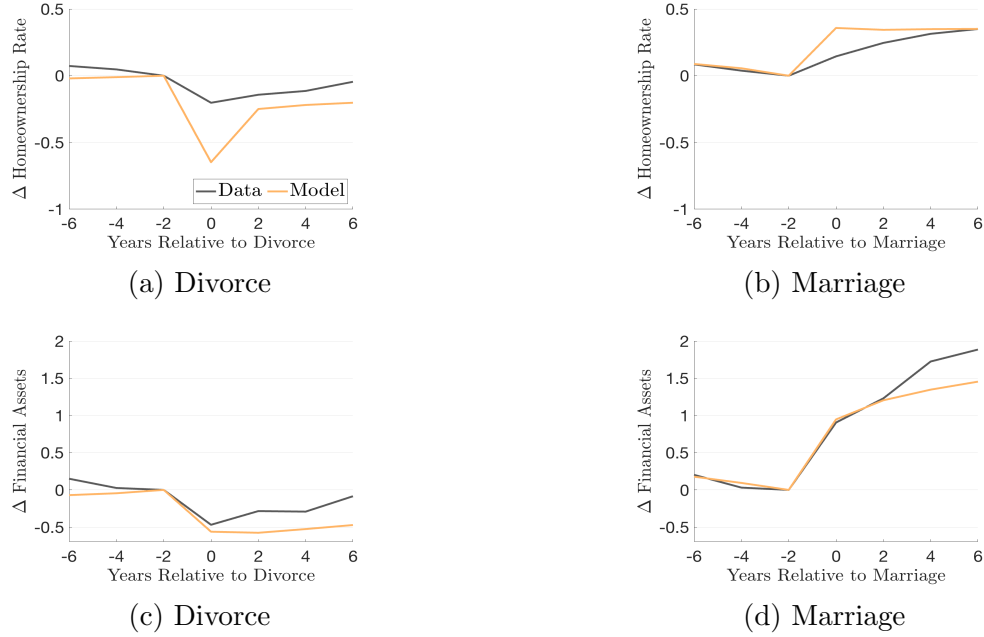 0.5
0
-0.5
-1
Δ Homeownership Rate
Data Model
-6 -4 -2 0 2 4 6
Years Relative to Divorce
(a) Divorce
0.5
0
-0.5
-1
Δ Homeownership Rate
-6 -4 -2 0 2 4 6
Years Relative to Marriage
(b) Marriage
2
1.5
1
0.5
0
-0.5
Δ Financial Assets
-6 -4 -2 0 2 4 6
Years Relative to Divorce
(c) Divorce
2
1.5
1
0.5
0
-0.5
Δ Financial Assets
-6 -4 -2 0 2 4 6
Years Relative to Marriage
(d) Marriage